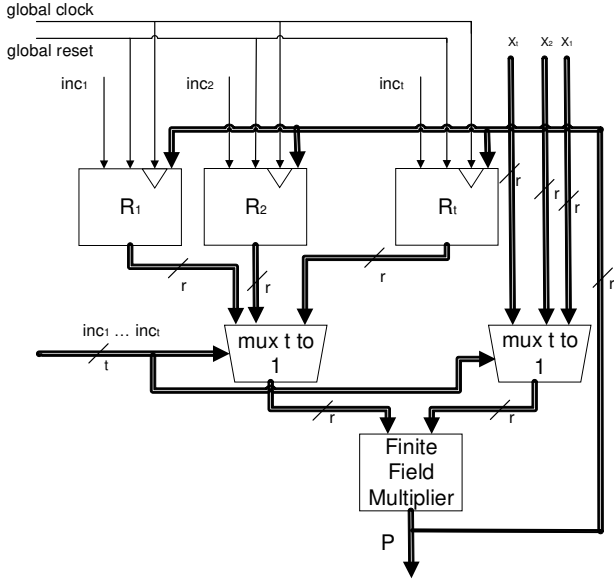 global clock
global reset
inc1
inc2
inct
Xt
X2
X1
R1
R2
Rt
r
r
r
r
r
r
r
r
inc1 ... inct
t
mux t to
1
mux t to
1
r
r
Finite
Field
Multiplier
P